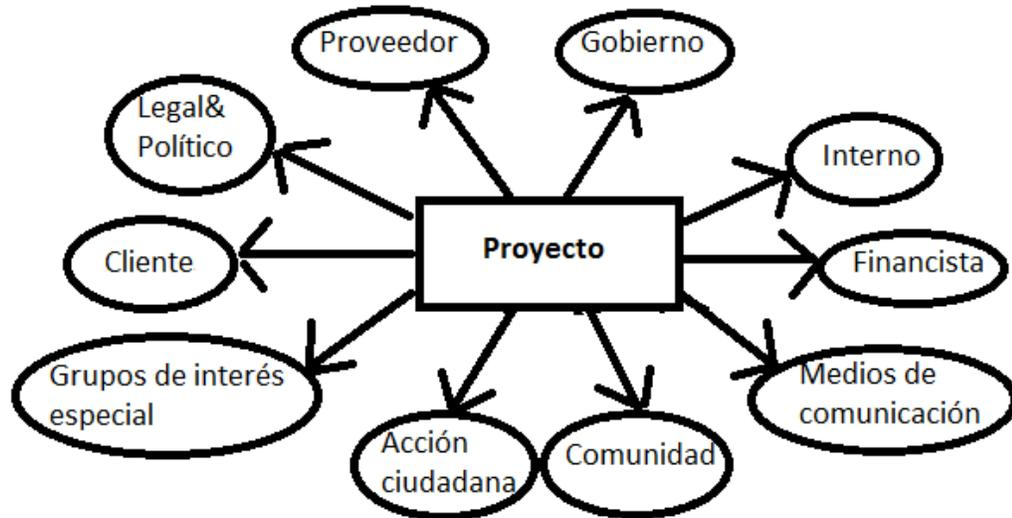 Proveedor
Gobierno
Legal&
Político
Interno
Proyecto
Cliente
Financista
Grupos de interés
especial
Medios de
comunicación
Acción
ciudadana
Comunidad